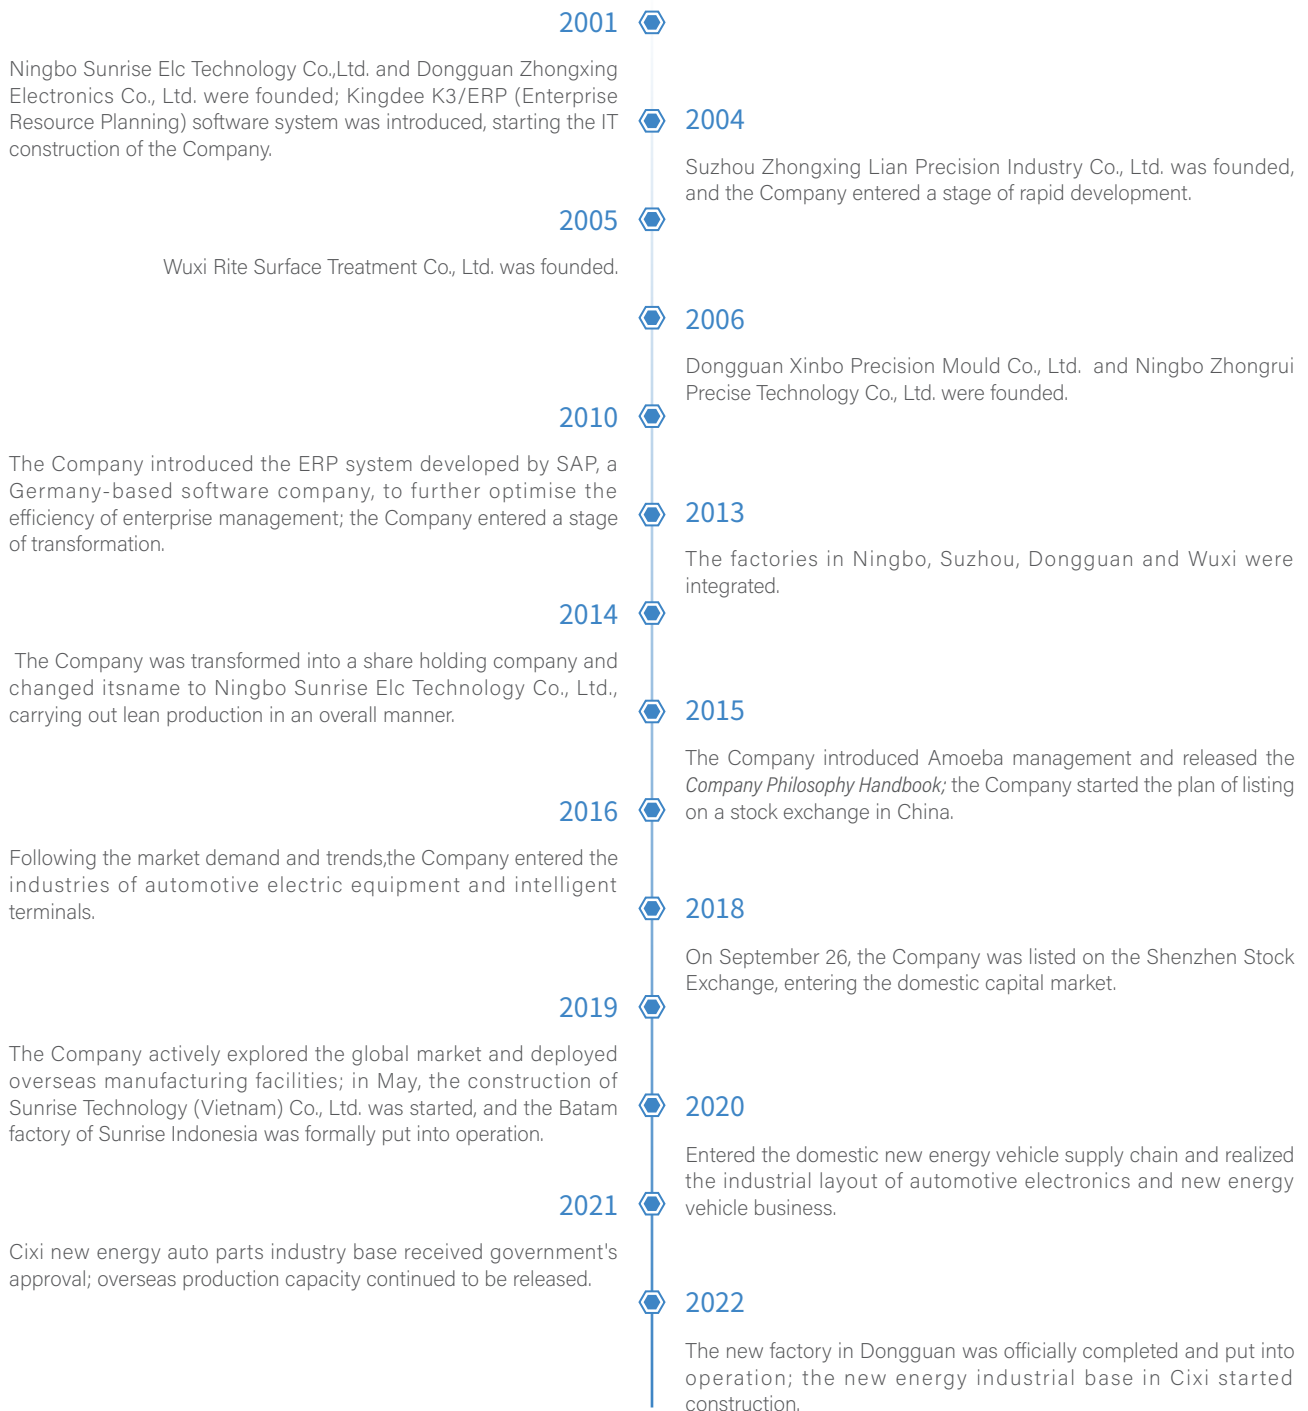 2001
Ningbo Sunrise Elc Technology Co.,Ltd. and Dongguan Zhongxing
Electronics Co., Ltd. were founded; Kingdee K3/ERP (Enterprise
Resource Planning) software system was introduced, starting the IT
construction of the Company.
2004
Suzhou Zhongxing Lian Precision Industry Co., Ltd. was founded,
and the Company entered a stage of rapid development.
2005
Wuxi Rite Surface Treatment Co., Ltd. was founded.
2006
Dongguan Xinbo Precision Mould Co., Ltd. and Ningbo Zhongrui
Precise Technology Co., Ltd. were founded.
2010
The Company introduced the ERP system developed by SAP, a
Germany-based software company, to further optimise the
efficiency of enterprise management; the Company entered a stage
of transformation.
2013
The factories in Ningbo, Suzhou, Dongguan and Wuxi were
integrated.
2014
The Company was transformed into a share holding company and
changed itsname to Ningbo Sunrise Elc Technology Co., Ltd.,
carrying out lean production in an overall manner.
2015
The Company introduced Amoeba management and released the
Company Philosophy Handbook; the Company started the plan of listing
on a stock exchange in China.
2016
Following the market demand and trends,the Company entered the
industries of automotive electric equipment and intelligent
terminals.
2018
On September 26, the Company was listed on the Shenzhen Stock
Exchange, entering the domestic capital market.
2019
The Company actively explored the global market and deployed
overseas manufacturing facilities; in May, the construction of
Sunrise Technology (Vietnam) Co., Ltd. was started, and the Batam
factory of Sunrise Indonesia was formally put into operation.
2020
Entered the domestic new energy vehicle supply chain and realized
the industrial layout of automotive electronics and new energy
vehicle business.
2021
Cixi new energy auto parts industry base received government's
approval; overseas production capacity continued to be released.
2022
The new factory in Dongguan was officially completed and put into
operation; the new energy industrial base in Cixi started
construction.